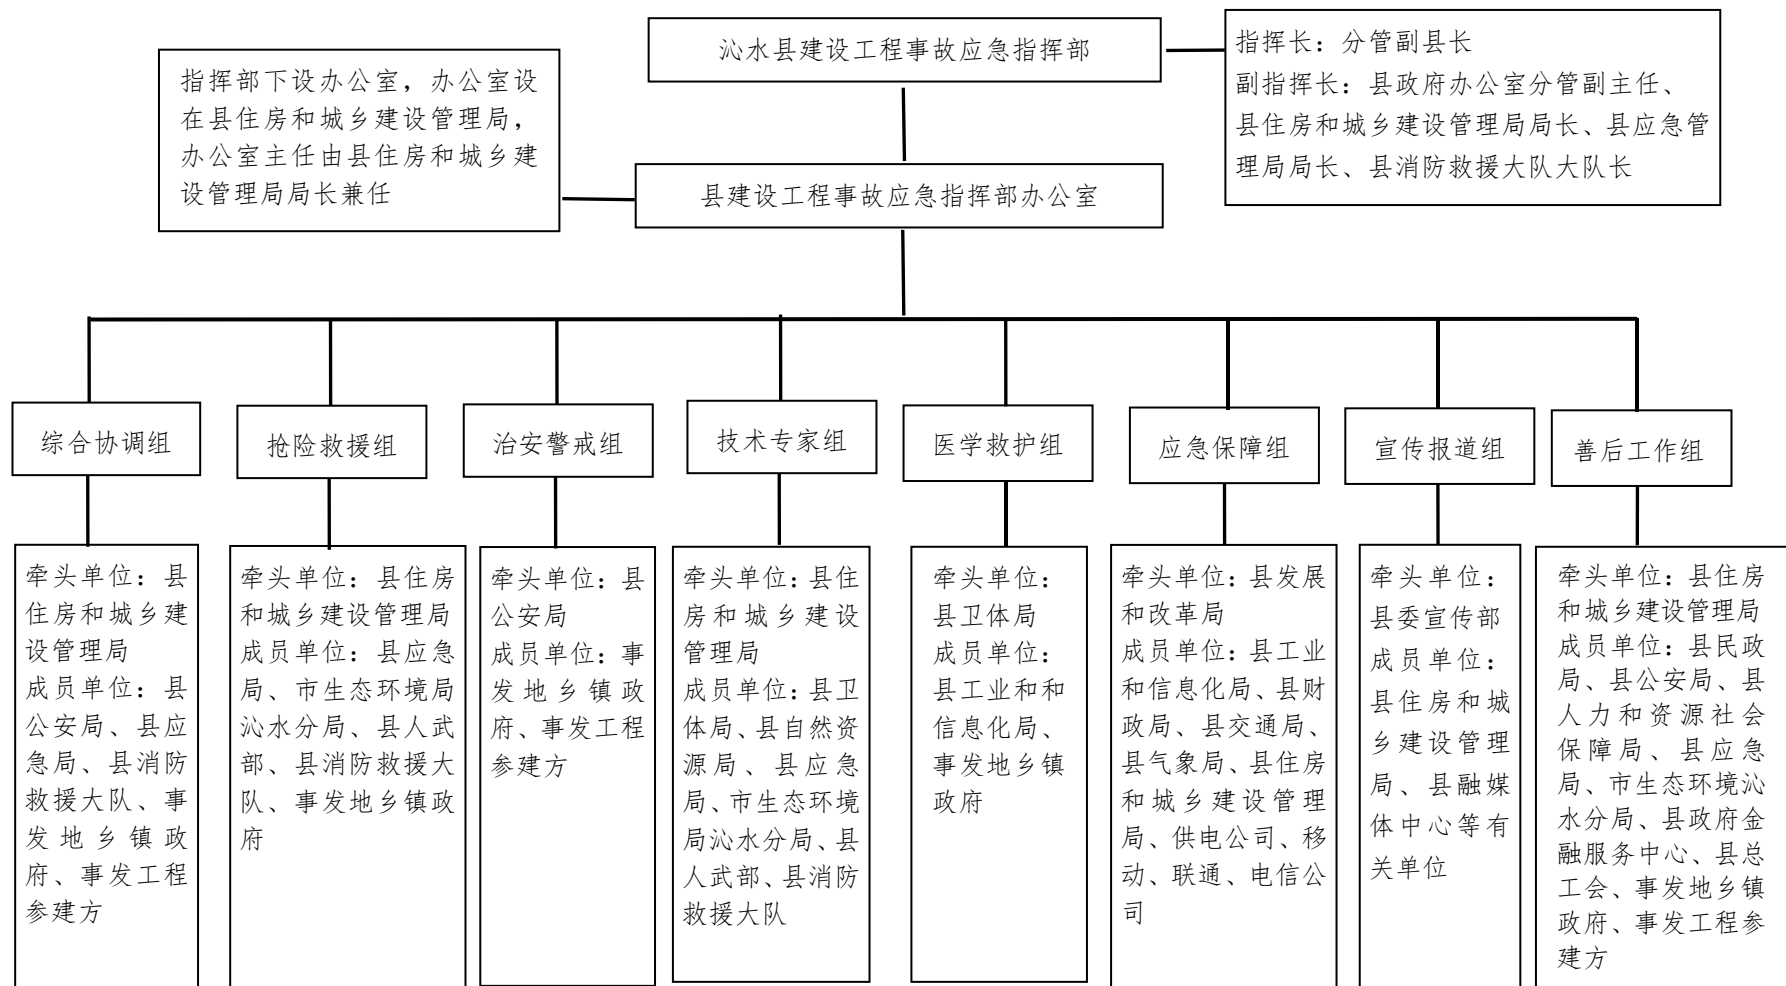 沁水县建设工程事故应急指挥部
指挥长：分管副县长
副指挥长：县政府办公室分管副主任、
县住房和城乡建设管理局局长、县应急管
理局局长、县消防救援大队大队长
指挥部下设办公室，办公室设
在县住房和城乡建设管理局，
办公室主任由县住房和城乡建
设管理局局长兼任
县建设工程事故应急指挥部办公室
综合协调组
抢险救援组
治安警戒组
技术专家组
医学救护组
应急保障组
宣传报道组
善后工作组
牵头单位：县
住房和城乡建
设管理局
成员单位：县
公安局、县应
急局、县消防
救援大队、事
发地乡镇政
府、事发工程
参建方
牵头单位：县住房
和城乡建设管理局
成员单位：县应急
局、市生态环境局
沁水分局、县人武
部、县消防救援大
队、事发地乡镇政
府
牵头单位：县
公安局
成员单位：事
发地乡镇政
府、事发工程
参建方
牵头单位：县住
房和城乡建设
管理局
成员单位：县卫
体局、县自然资
源局、县应急
局、市生态环境
局沁水分局、县
人武部、县消防
救援大队
牵头单位：
县卫体局
成员单位：
县工业和和
信息化局、
事发地乡镇
政府
牵头单位：县发展
和改革局
成员单位：县工业
和信息化局、县财
政局、县交通局、
县气象局、县住房
和城乡建设管理
局、供电公司、移
动、联通、电信公
司
牵头单位：
县委宣传部
成员单位：
县住房和城
乡建设管理
局、县融媒
体中心等有
关单位
牵头单位：县住房
和城乡建设管理局
成员单位：县民政
局、县公安局、县
人力和资源社会
保障局、县应急
局、市生态环境沁
水分局、县政府金
融服务中心、县总
工会、事发地乡镇
政府、事发工程参
建方